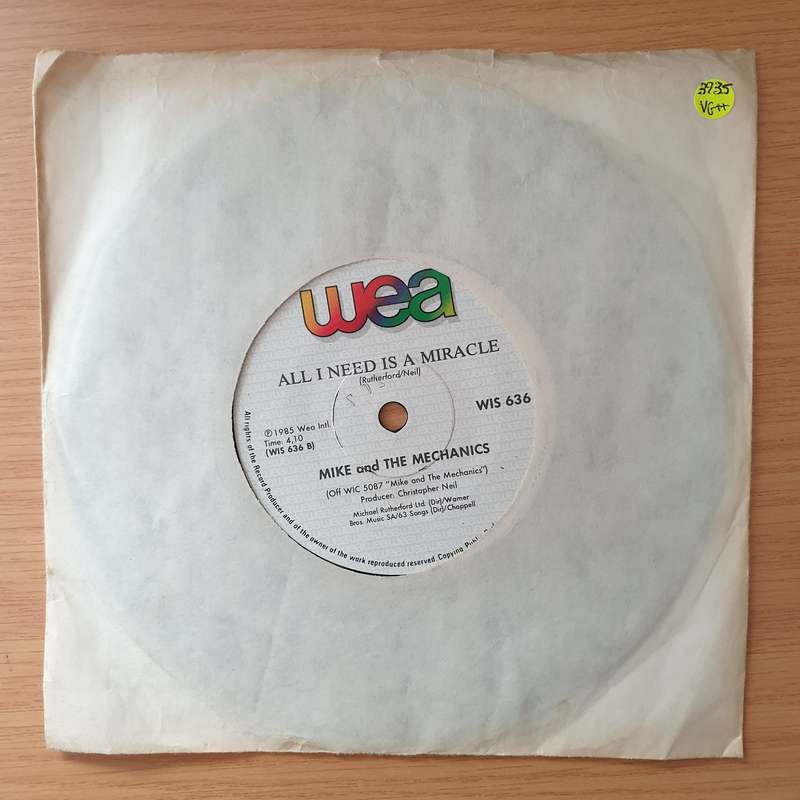 3735
VG++
wea
ALL I NEED IS A MIRACLE
(Rutherford/Neil)
WIS 636
℗1985 Wea Intl.
Time: 4,10
(WIS 636 B)
MIKE and THE MECHANICS
(Off WIC 5087 "Mike and The Mechanics")
Producer: Christopher Neil
Michael Rutherford Ltd. (Dir)/Warner
Bros. Music SA/63 Songs (Dir)/Chappell
All rights of the Record Producer and of the owner of the work reproduced reserved. Copying